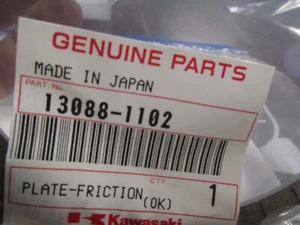 GENUINE PARTS
MADE IN JAPAN
PART. No.
13088-1102
QTY
PLATE-FRICTION(OK) 1
Kawasaki